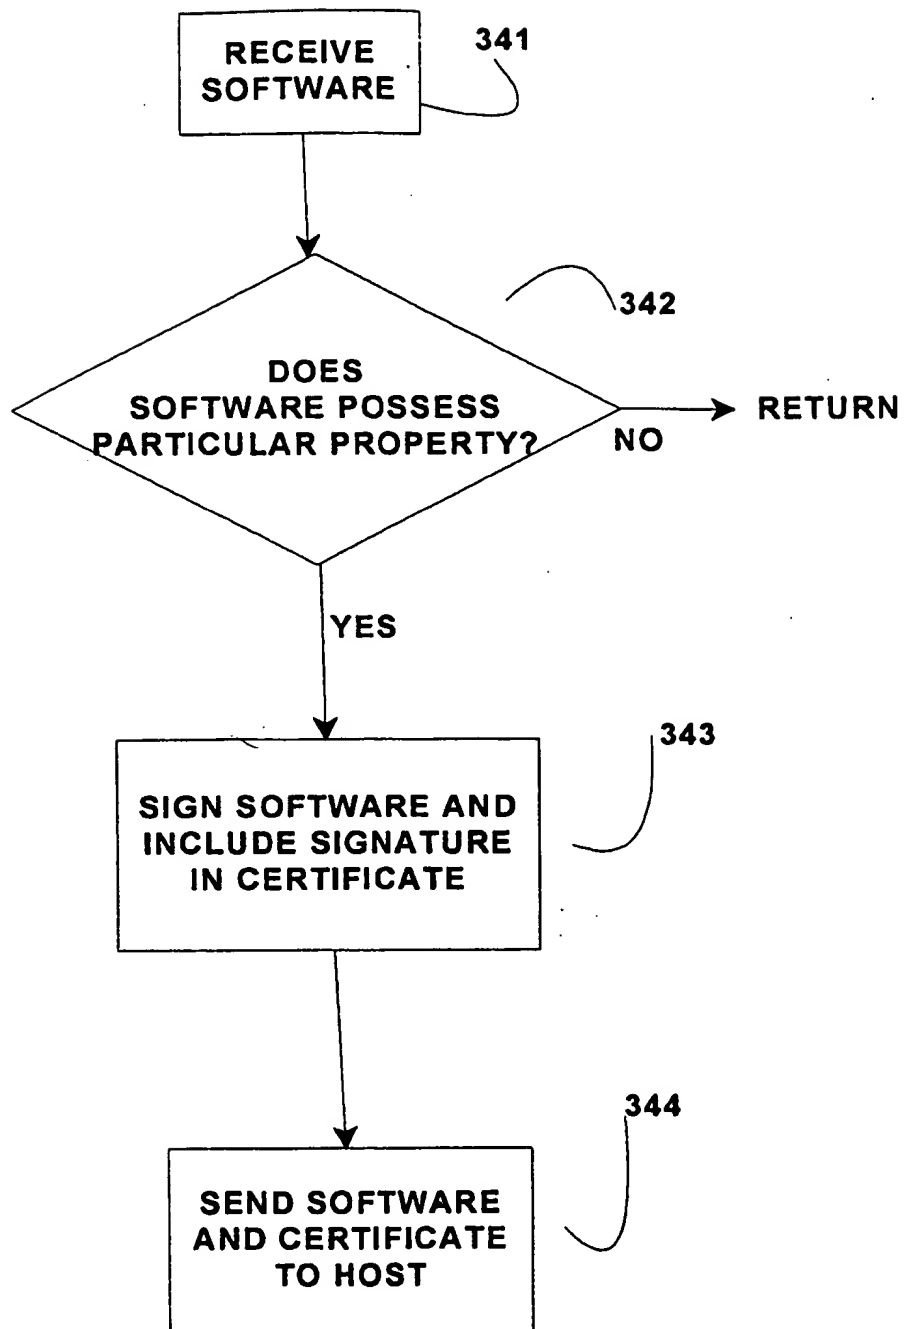 RECEIVE
SOFTWARE
341
342
DOES
SOFTWARE POSSESS
PARTICULAR PROPERTY?
NO
RETURN
YES
343
SIGN SOFTWARE AND
INCLUDE SIGNATURE
IN CERTIFICATE
344
SEND SOFTWARE
AND CERTIFICATE
TO HOST